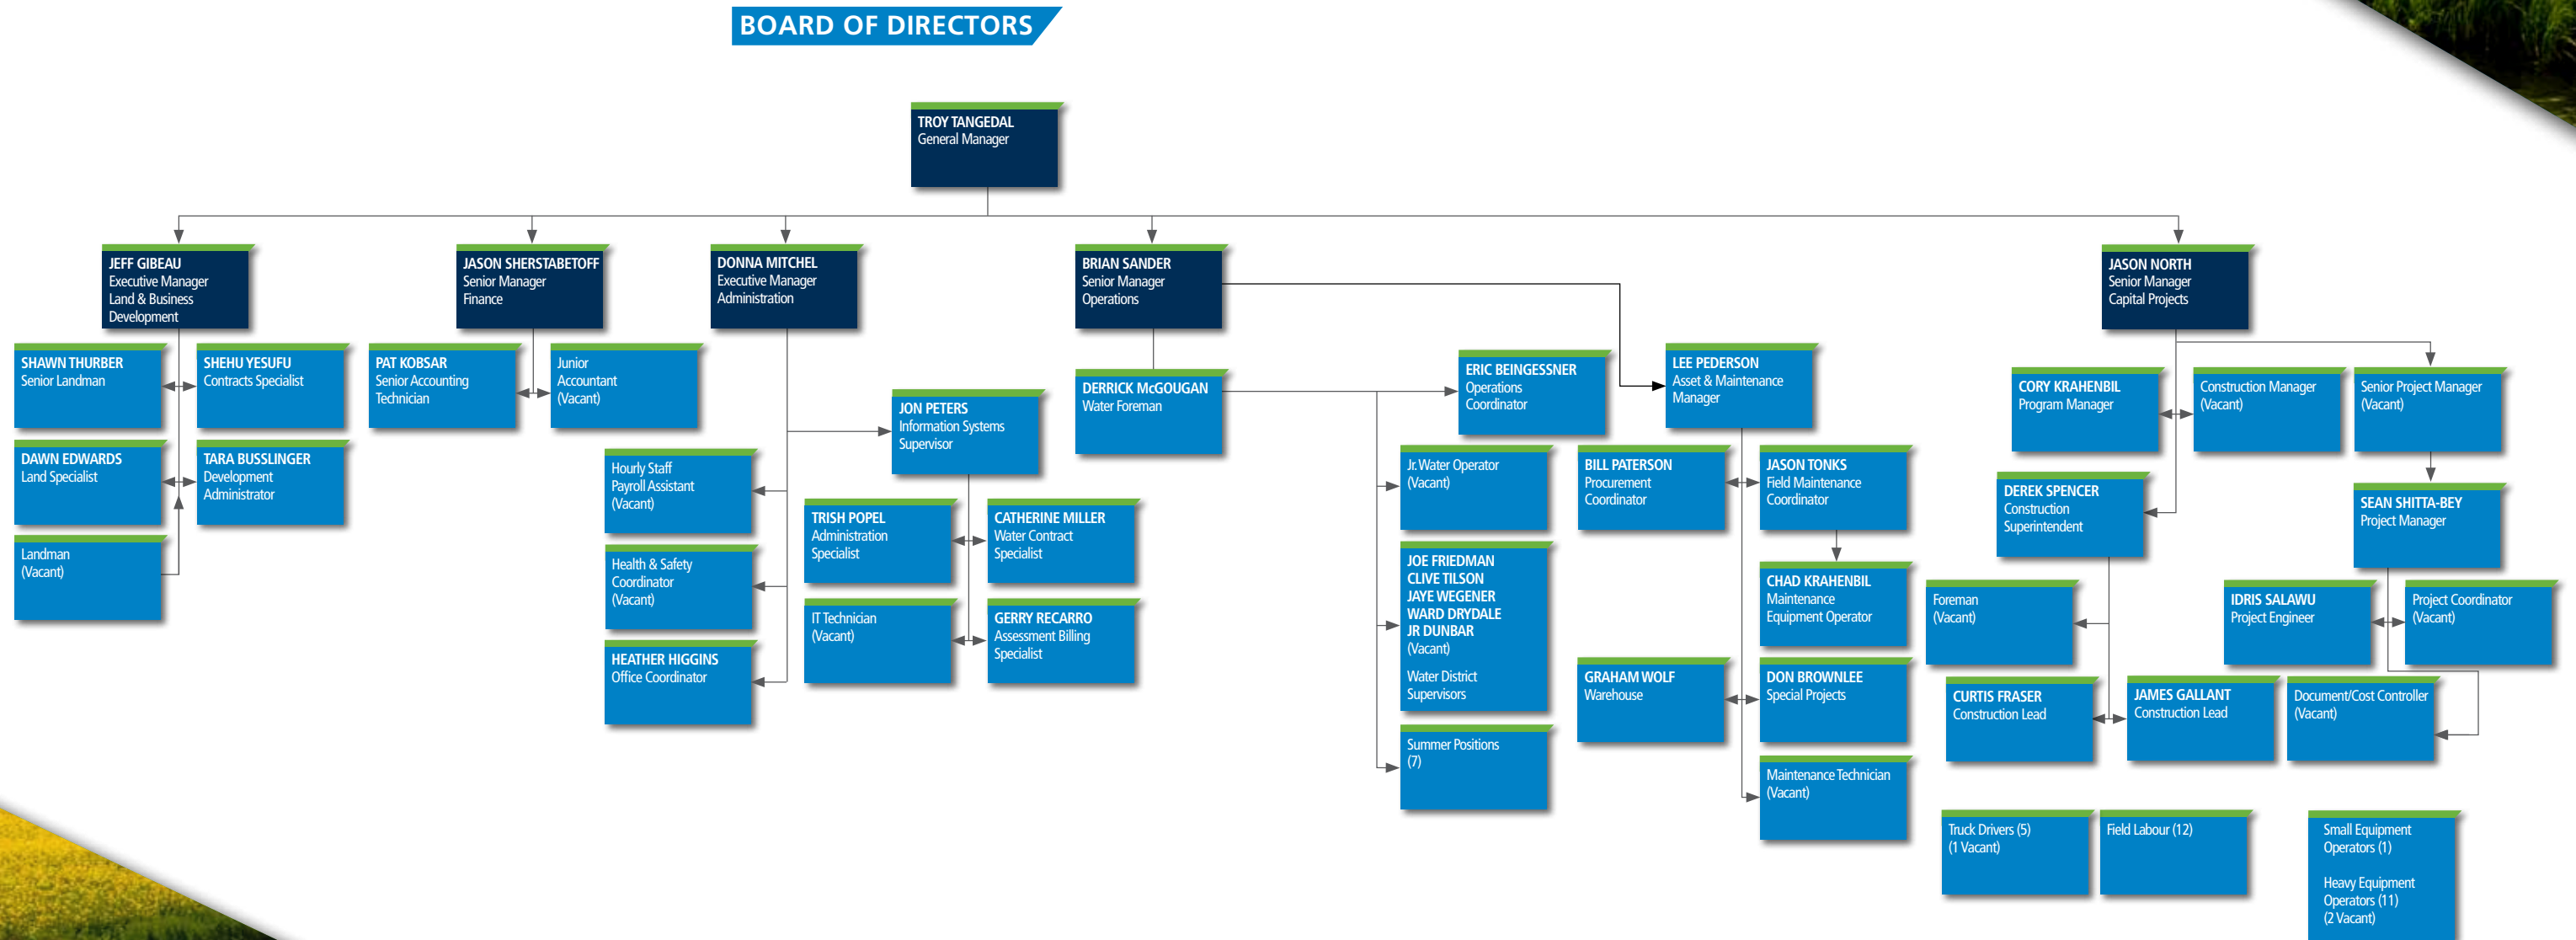 BOARD OF DIRECTORS
TROY TANGEDAL
General Manager
JEFF GIBEAU
Executive Manager
Land & Business
Development
JASON SHERSTABETOFF
Senior Manager
Finance
DONNA MITCHEL
Executive Manager
Administration
BRIAN SANDER
Senior Manager
Operations
JASON NORTH
Senior Manager
Capital Projects
SHAWN THURBER
Senior Landman
SHEHU YESUFU
Contracts Specialist
DAWN EDWARDS
Land Specialist
TARA BUSSLINGER
Development
Administrator
Landman
(Vacant)
PAT KOBSAR
Senior Accounting
Technician
Junior
Accountant
(Vacant)
JON PETERS
Information Systems
Supervisor
Hourly Staff
Payroll Assistant
(Vacant)
Health & Safety
Coordinator
(Vacant)
HEATHER HIGGINS
Office Coordinator
TRISH POPEL
Administration
Specialist
CATHERINE MILLER
Water Contract
Specialist
IT Technician
(Vacant)
GERRY RECARRO
Assessment Billing
Specialist
DERRICK McGOUGAN
Water Foreman
ERIC BEINGESSNER
Operations
Coordinator
Jr. Water Operator
(Vacant)
JOE FRIEDMAN
CLIVE TILSON
JAYE WEGENER
WARD DRYDALE
JR DUNBAR
(Vacant)
Water District
Supervisors
Summer Positions
(7)
LEE PEDERSON
Asset & Maintenance
Manager
BILL PATERSON
Procurement
Coordinator
JASON TONKS
Field Maintenance
Coordinator
CHAD KRAHENBIL
Maintenance
Equipment Operator
GRAHAM WOLF
Warehouse
DON BROWNLEE
Special Projects
Maintenance Technician
(Vacant)
CORY KRAHENBIL
Program Manager
Construction Manager
(Vacant)
Senior Project Manager
(Vacant)
DEREK SPENCER
Construction
Superintendent
SEAN SHITTA-BEY
Project Manager
Foreman
(Vacant)
IDRIS SALAWU
Project Engineer
Project Coordinator
(Vacant)
CURTIS FRASER
Construction Lead
JAMES GALLANT
Construction Lead
Document/Cost Controller
(Vacant)
Truck Drivers (5)
(1 Vacant)
Field Labour (12)
Small Equipment
Operators (1)
Heavy Equipment
Operators (11)
(2 Vacant)